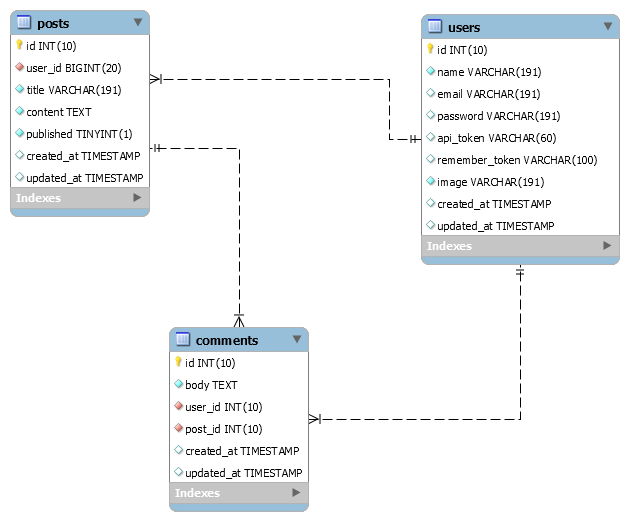 posts
id INT(10)
user_id BIGINT(20)
title VARCHAR(191)
content TEXT
published TINYINT(1)
created_at TIMESTAMP
updated_at TIMESTAMP
Indexes
users
id INT(10)
name VARCHAR(191)
email VARCHAR(191)
password VARCHAR(191)
api_token VARCHAR(60)
remember_token VARCHAR(100)
image VARCHAR(191)
created_at TIMESTAMP
updated_at TIMESTAMP
Indexes
comments
id INT(10)
body TEXT
user_id INT(10)
post_id INT(10)
created_at TIMESTAMP
updated_at TIMESTAMP
Indexes